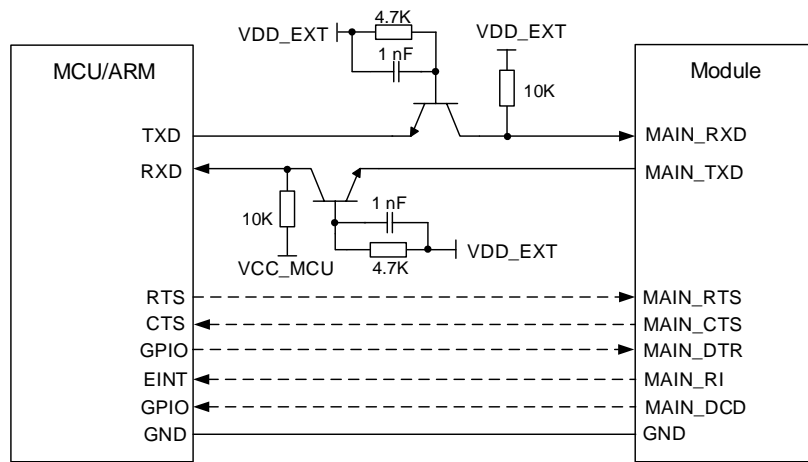 4.7K
VDD_EXT
VDD_EXT
1 nF
MCU/ARM
Module
10K
TXD
MAIN_RXD
RXD
MAIN_TXD
1 nF
10K
VDD_EXT
VCC_MCU
4.7K
RTS
MAIN_RTS
CTS
MAIN_CTS
GPIO
MAIN_DTR
EINT
MAIN_RI
GPIO
MAIN_DCD
GND
GND